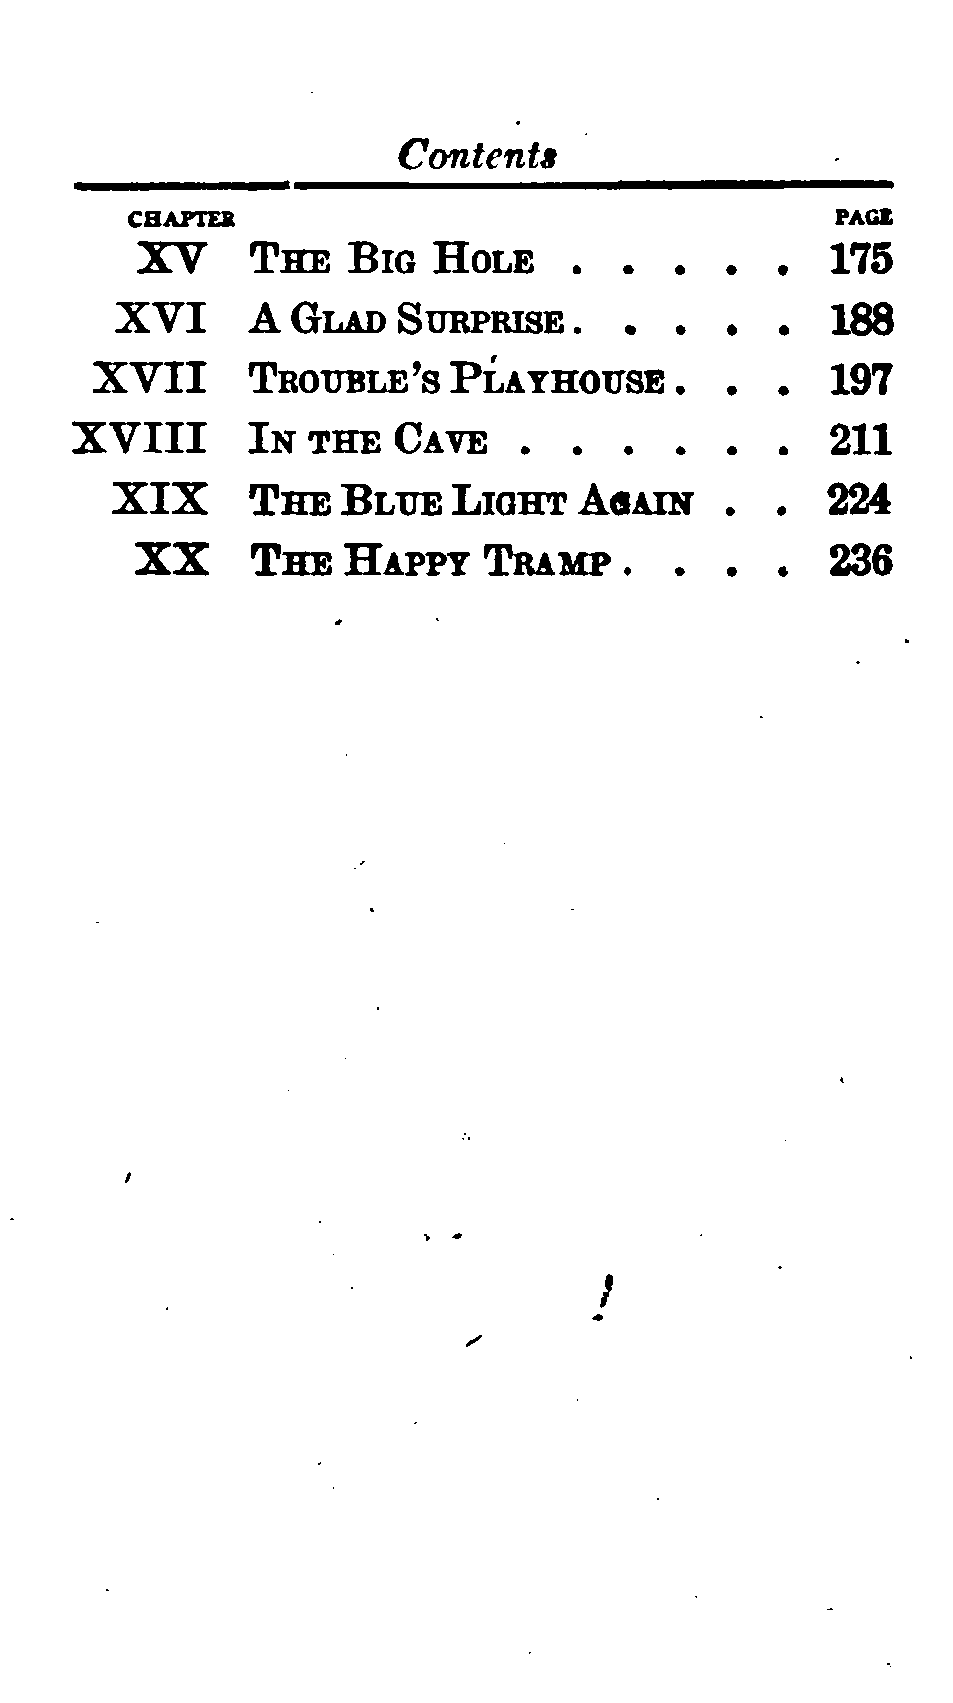 Contents
CHAPTER PAGE
XV The Big Hole . . . . . 175
XVI A Glad Surprise . . . . . 188
XVII Trouble's Playhouse . . . 197
XVIII In the Cave . . . . . . 211
XIX The Blue Light Again . . 224
XX The Happy Tramp . . . . 236